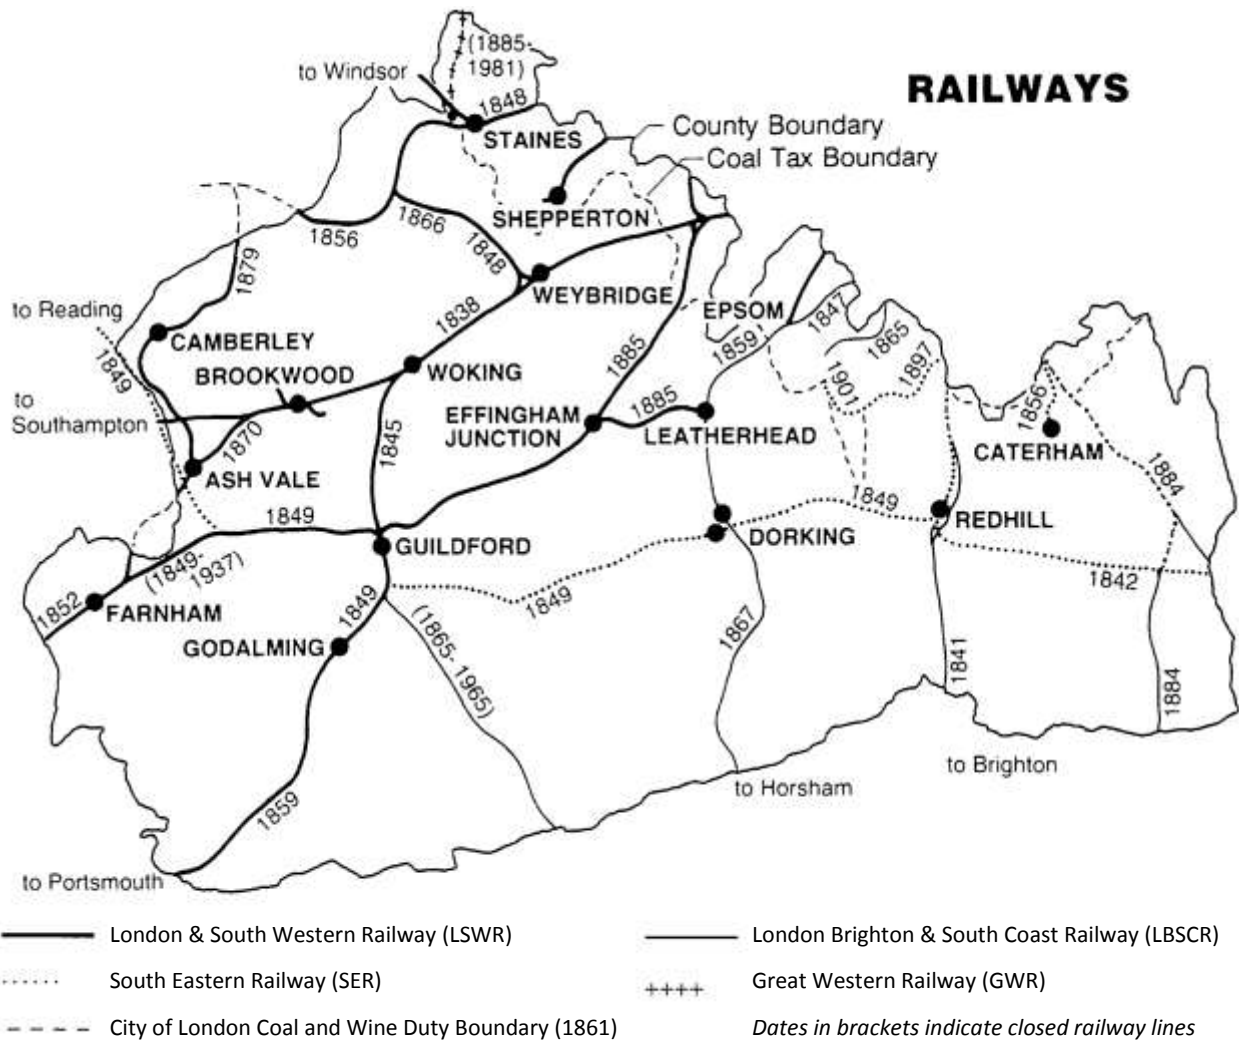 RAILWAYS
(1885-
1981)
to Windsor
1848
STAINES
County Boundary
Coal Tax Boundary
SHEPPERTON
1866
1856
1848
1879
WEYBRIDGE
EPSOM
1847
to Reading
1838
1859
1865
CAMBERLEY
1849
BROOKWOOD
WOKING
1885
1897
1901
to
Southampton
EFFINGHAM
JUNCTION
1885
LEATHERHEAD
1856
CATERHAM
1870
1845
ASH VALE
1884
1849
1849
REDHILL
GUILDFORD
DORKING
(1849-
1937)
1842
1852
FARNHAM
1849
1849
GODALMING
(1865-1965)
1867
1841
1884
to Brighton
to Horsham
1859
to Portsmouth
London & South Western Railway (LSWR)
London Brighton & South Coast Railway (LBSCR)
South Eastern Railway (SER)
Great Western Railway (GWR)
City of London Coal and Wine Duty Boundary (1861)
Dates in brackets indicate closed railway lines